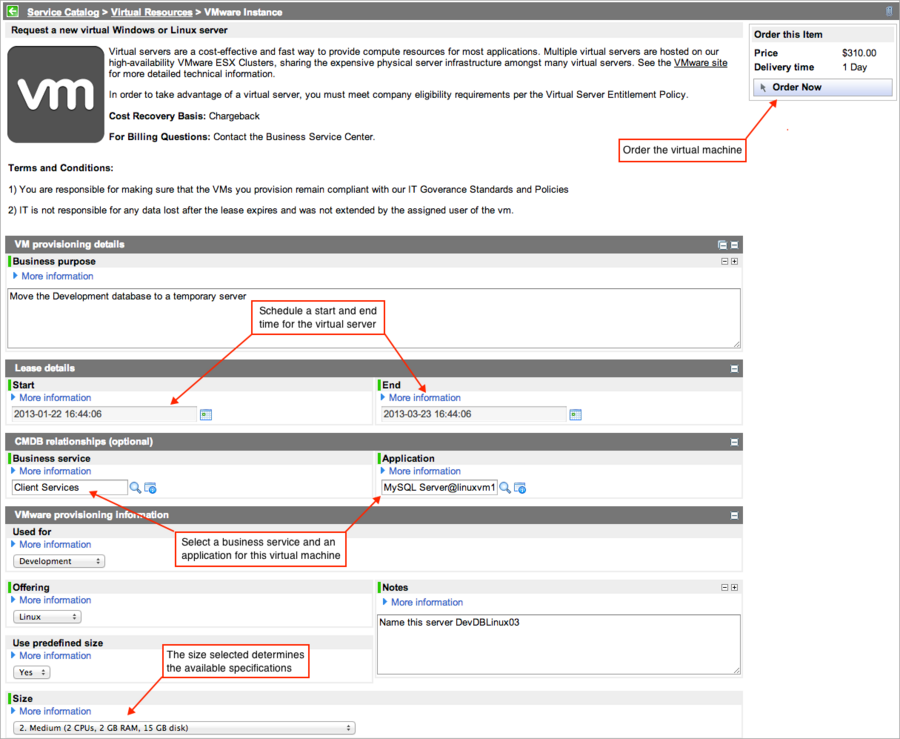 Service Catalog > Virtual Resources > VMware Instance
Request a new virtual Windows or Linux server
vm
Virtual servers are a cost-effective and fast way to provide compute resources for most applications. Multiple virtual servers are hosted on our
high-availability VMware ESX Clusters, sharing the expensive physical server infrastructure amongst many virtual servers. See the VMware site
for more detailed technical information.
In order to take advantage of a virtual server, you must meet company eligibility requirements per the Virtual Server Entitlement Policy.
Cost Recovery Basis: Chargeback
For Billing Questions: Contact the Business Service Center.
Order this Item
Price $310.00
Delivery time 1 Day
Order Now
Order the virtual machine
Terms and Conditions:
1) You are responsible for making sure that the VMs you provision remain compliant with our IT Goverance Standards and Policies
2) IT is not responsible for any data lost after the lease expires and was not extended by the assigned user of the vm.
VM provisioning details
Business purpose
More information
Move the Development database to a temporary server
Schedule a start and end
time for the virtual server
Lease details
Start
More information
2013-01-22 16:44:06
End
More information
2013-03-23 16:44:06
CMDB relationships (optional)
Business service
More information
Client Services
Application
More information
MySQL Server@linuxvm1
VMware provisioning information
Select a business service and an
application for this virtual machine
Used for
More information
Development
Offering
More information
Linux
Notes
More information
Name this server DevDBLinux03
Use predefined size
More information
Yes
The size selected determines
the available specifications
Size
More information
2. Medium (2 CPUs, 2 GB RAM, 15 GB disk)